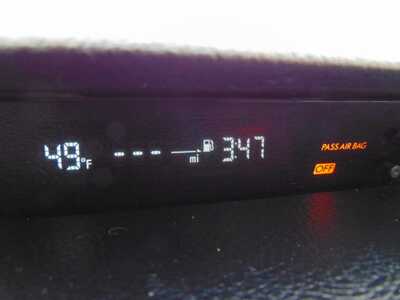 49°F --- mi 3:47 PASS AIR BAG
OFF